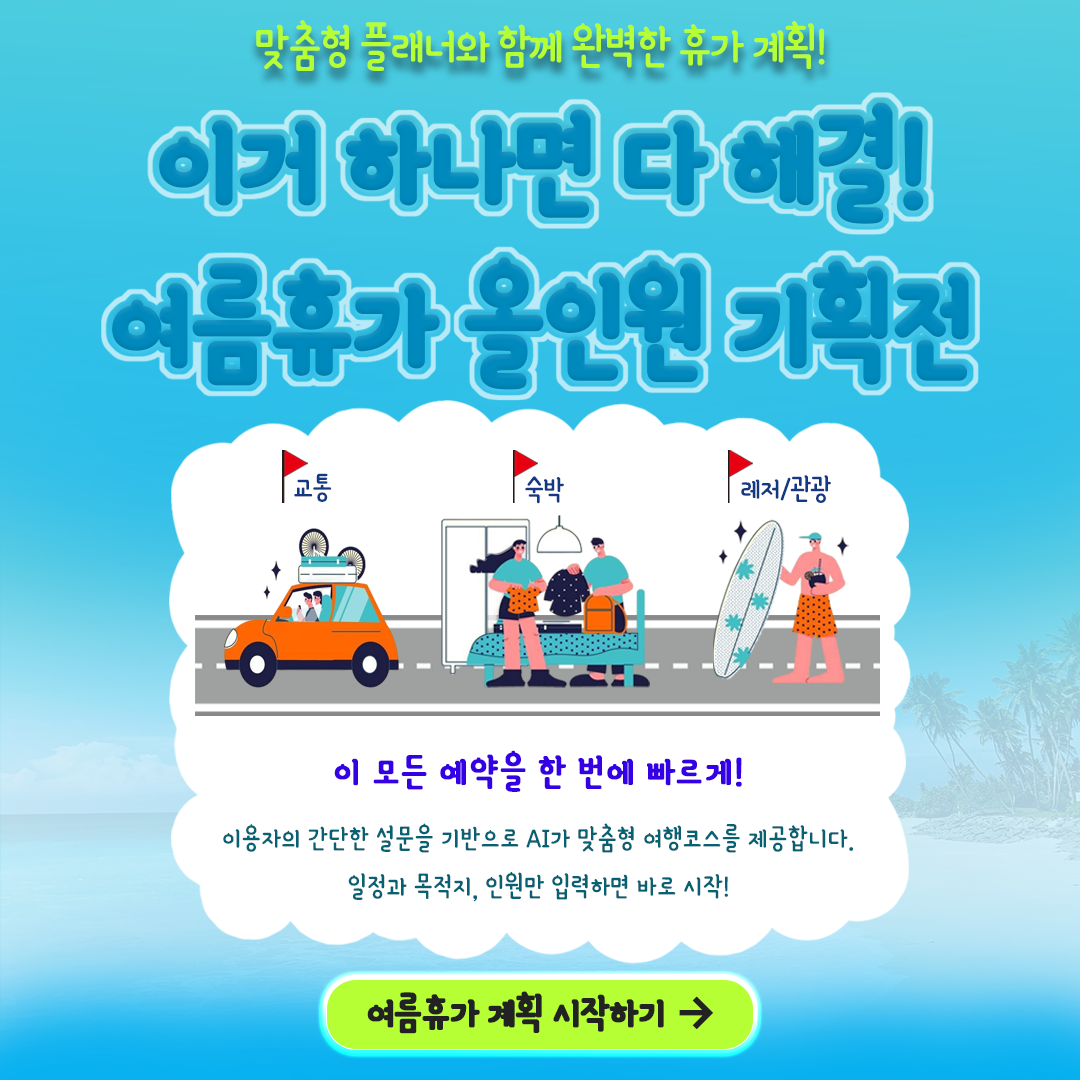 맞춤형 플래너와 함께 완벽한 휴가 계획!
이거 하나면 다 해결!
여름휴가 올인원 기획전
교통
숙박
레저/관광
이 모든 예약을 한 번에 빠르게!
이용자의 간단한 설문을 기반으로 AI가 맞춤형 여행코스를 제공합니다.
일정과 목적지, 인원만 입력하면 바로 시작!
여름휴가 계획 시작하기 →